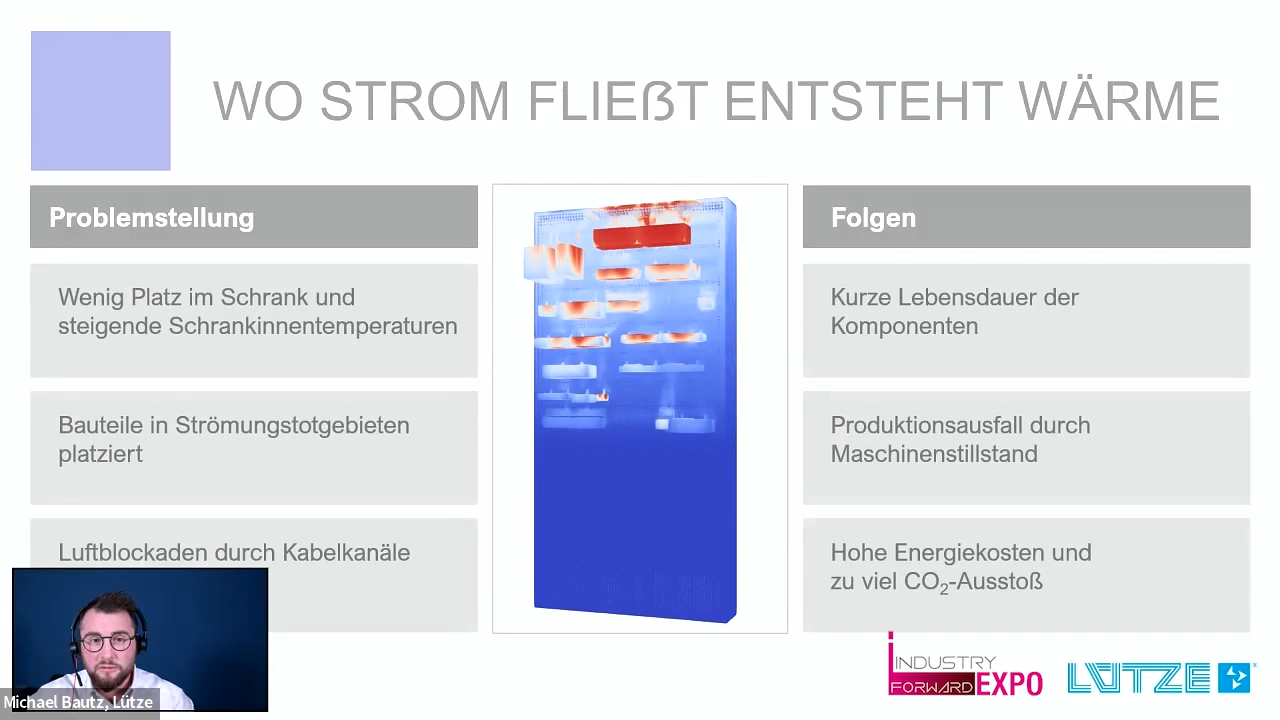 WO STROM FLIEẞT ENTSTEHT WÄRME
Problemstellung
Wenig Platz im Schrank und
steigende Schrankinnentemperaturen
Bauteile in Strömungstotgebieten
platziert
Luftblockaden durch Kabelkanäle
Folgen
Kurze Lebensdauer der
Komponenten
Produktionsausfall durch
Maschinenstillstand
Hohe Energiekosten und
zu viel CO₂-Ausstoß
Michael Bautz, Lütze
INDUSTRY
FORWARD EXPO
LÜTZE